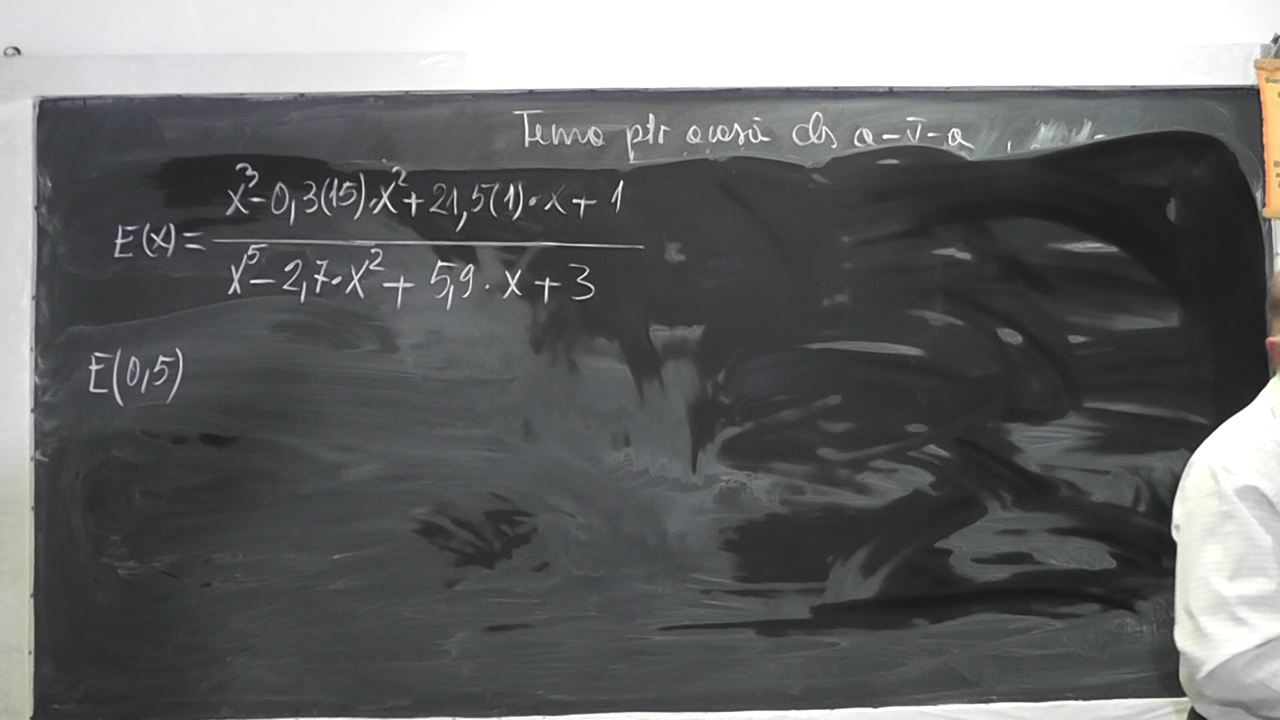 Tema ptr acasă cls a-V-a
E(x) = (x³ - 0,3(15)·x² + 21,5(1)·x + 1) / (x⁵ - 2,7·x² + 5,9·x + 3)
E(0,5)